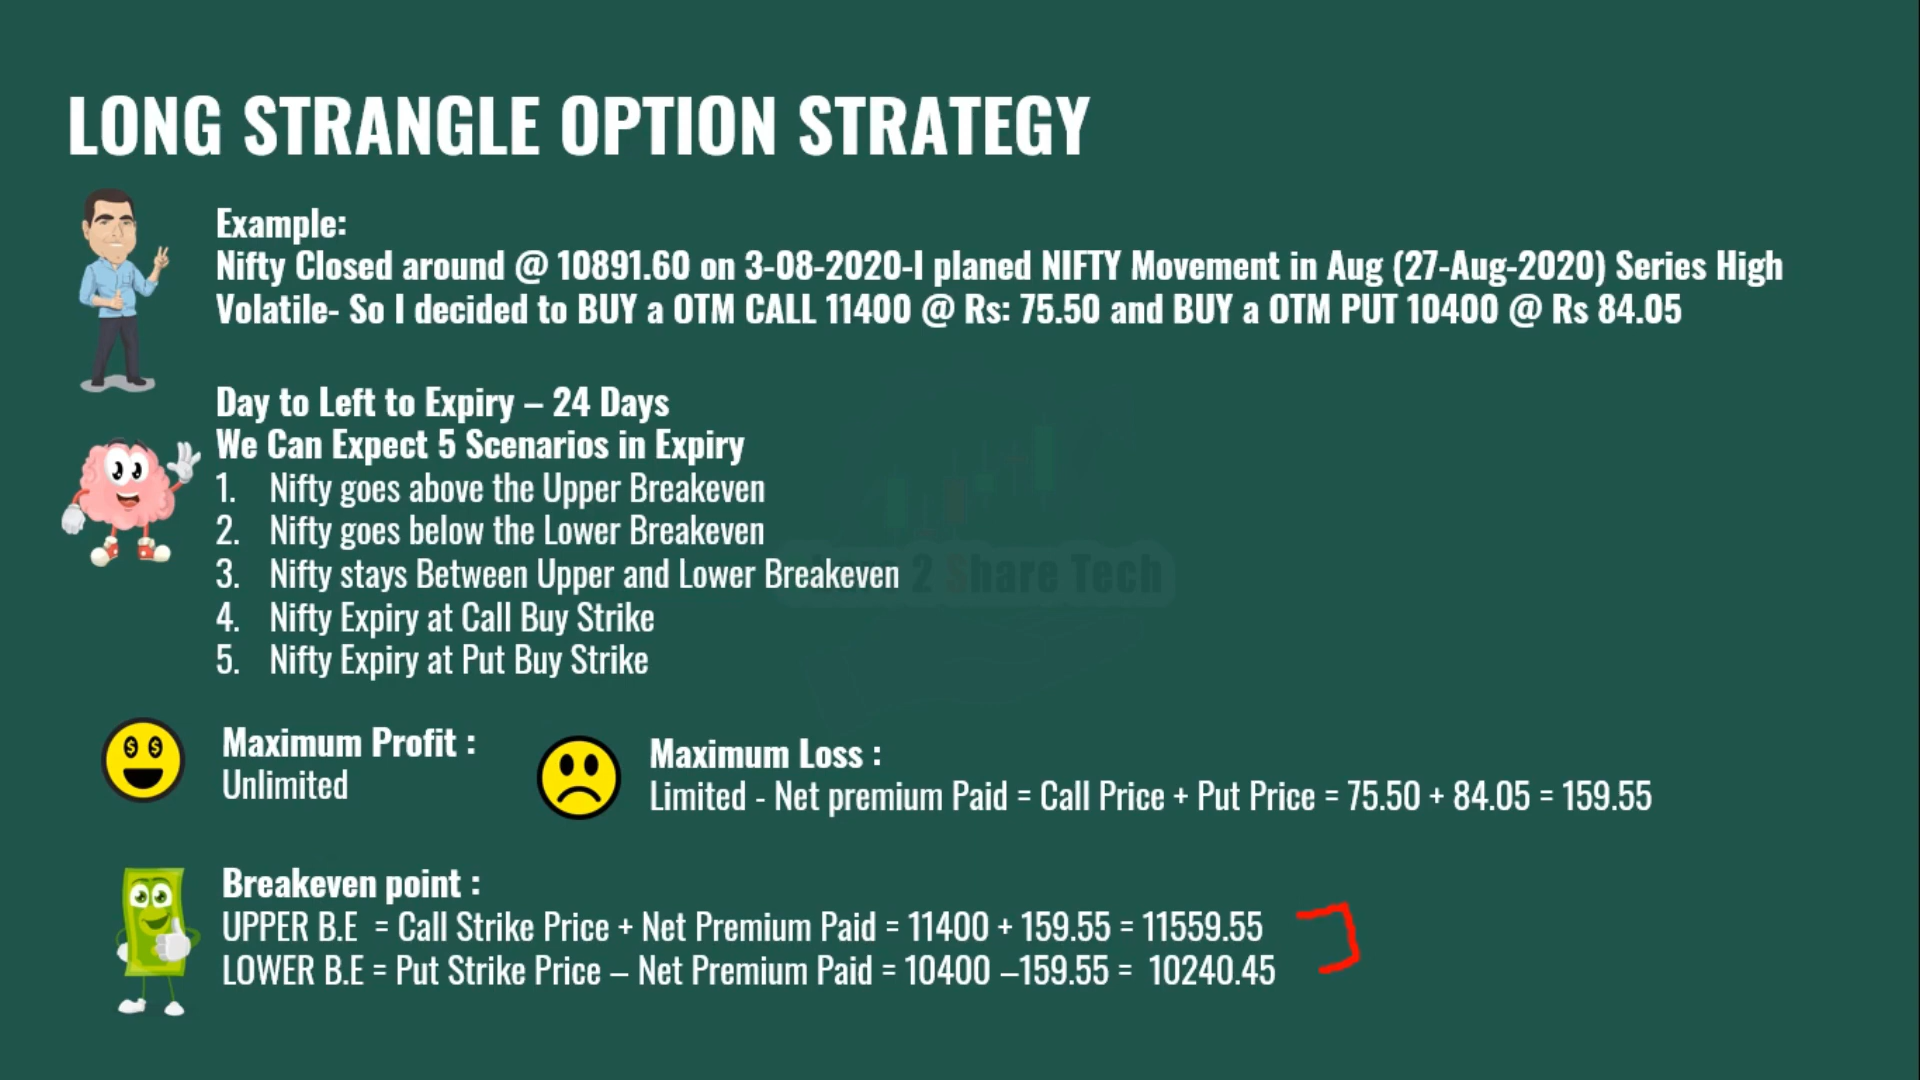 LONG STRANGLE OPTION STRATEGY
Example:
Nifty Closed around @ 10891.60 on 3-08-2020-I planed NIFTY Movement in Aug (27-Aug-2020) Series High
Volatile- So I decided to BUY a OTM CALL 11400 @ Rs: 75.50 and BUY a OTM PUT 10400 @ Rs 84.05
Day to Left to Expiry – 24 Days
We Can Expect 5 Scenarios in Expiry
1. Nifty goes above the Upper Breakeven
2. Nifty goes below the Lower Breakeven
3. Nifty stays Between Upper and Lower Breakeven
2 Share Tech
4. Nifty Expiry at Call Buy Strike
5. Nifty Expiry at Put Buy Strike
Maximum Profit :
Unlimited
Maximum Loss :
Limited - Net premium Paid = Call Price + Put Price = 75.50 + 84.05 = 159.55
Breakeven point :
UPPER B.E = Call Strike Price + Net Premium Paid = 11400 + 159.55 = 11559.55
LOWER B.E = Put Strike Price – Net Premium Paid = 10400 –159.55 = 10240.45